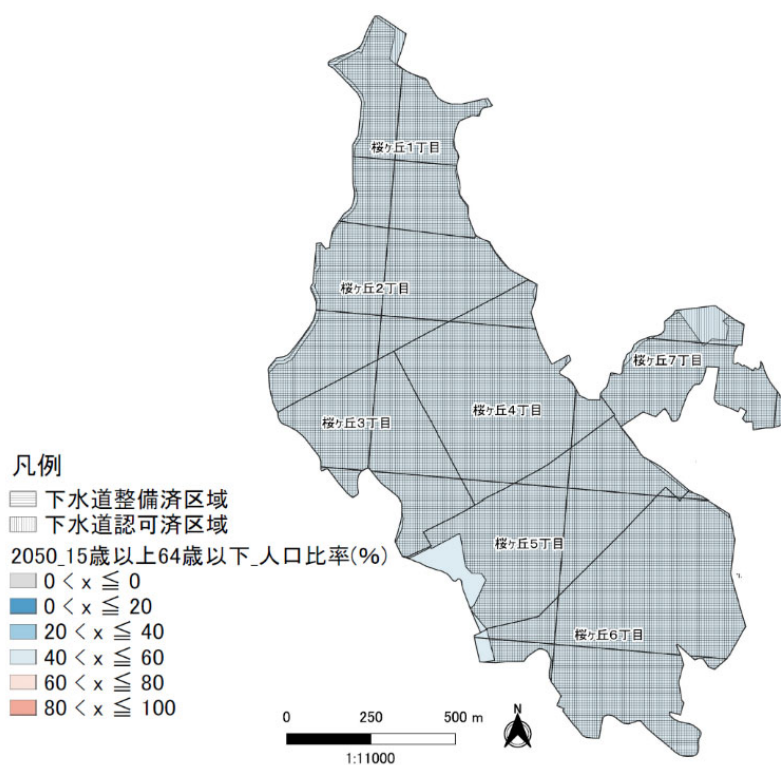 桜ヶ丘1丁目
桜ヶ丘2丁目
桜ヶ丘7丁目
桜ヶ丘4丁目
桜ヶ丘3丁目
桜ヶ丘5丁目
桜ヶ丘6丁目
凡例
下水道整備済区域
下水道認可済区域
2050_15歳以上64歳以下_人口比率(%)
0 < x ≦ 0
0 < x ≦ 20
20 < x ≦ 40
40 < x ≦ 60
60 < x ≦ 80
80 < x ≦ 100
0 250 500 m
1:11000
N